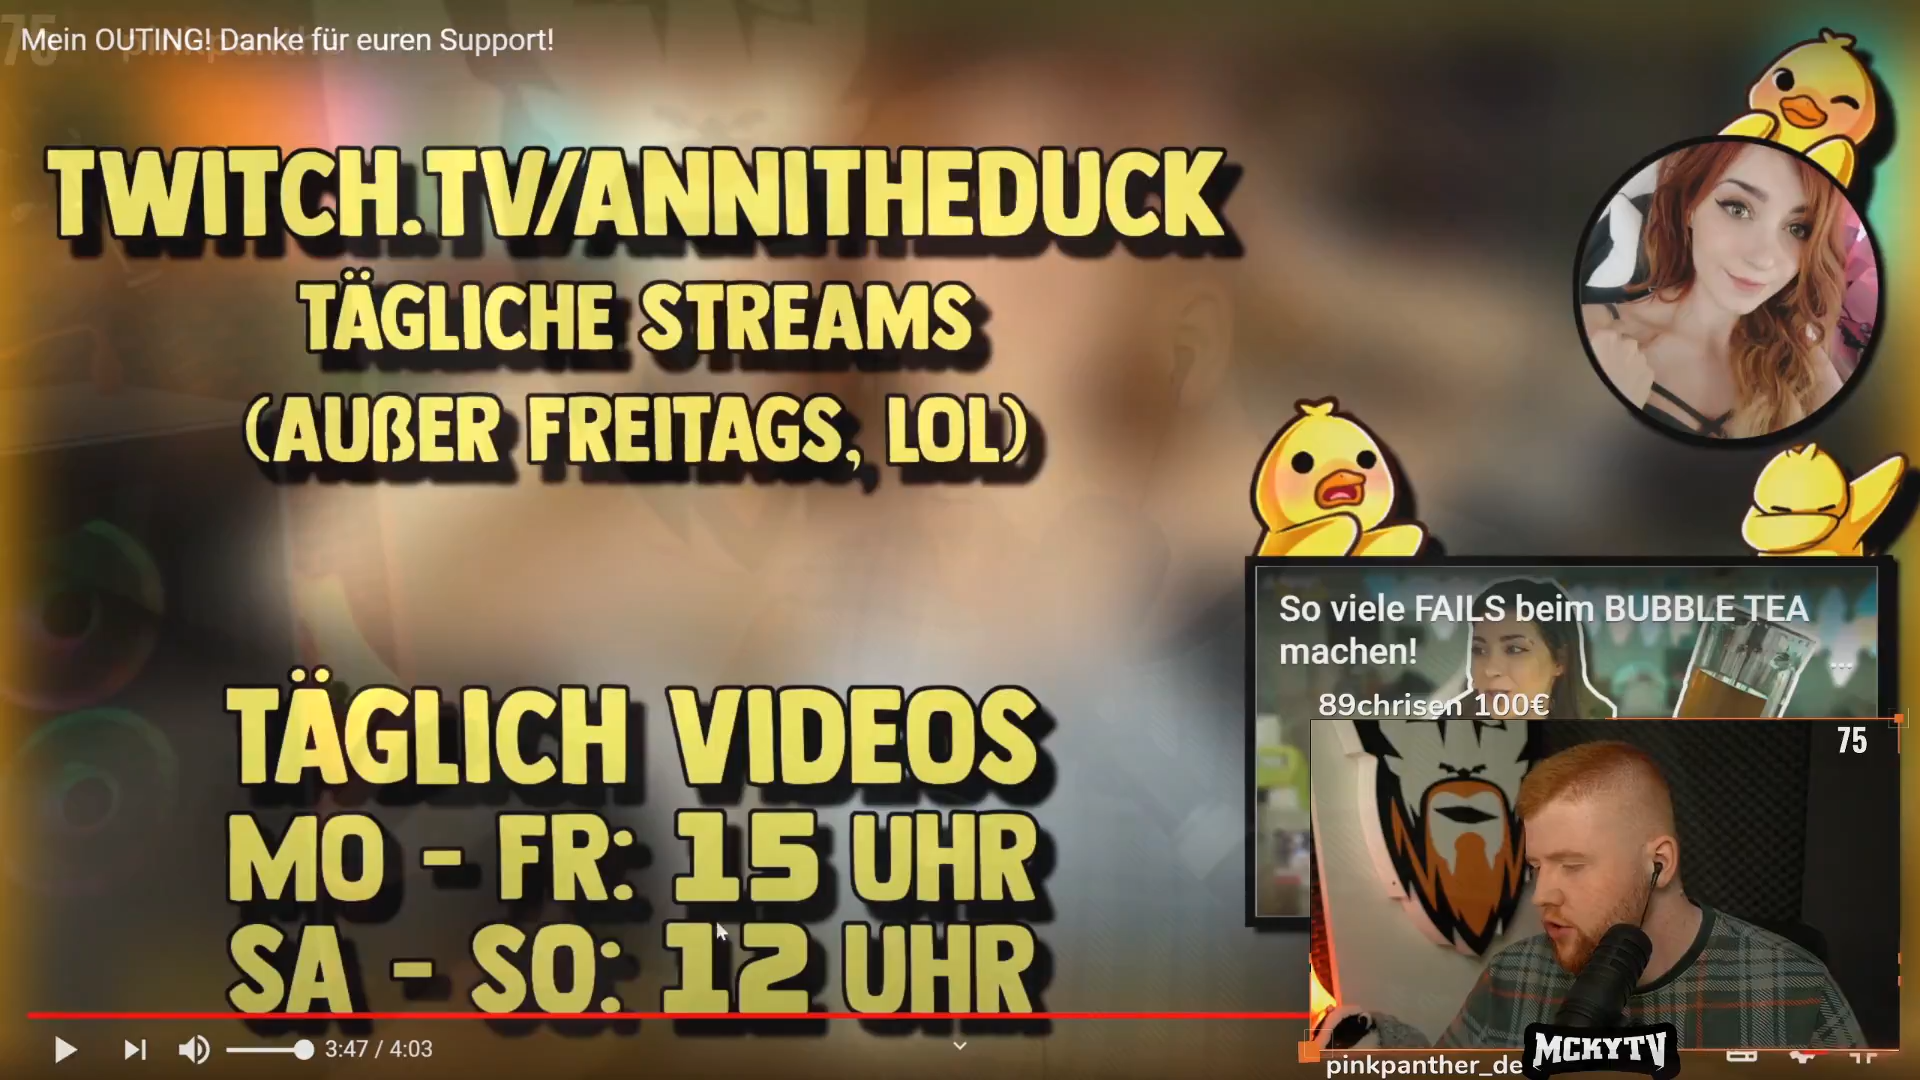 Mein OUTING! Danke für euren Support!
TWITCH.TV/ANNITHEDUCK
TÄGLICHE STREAMS
(AUßER FREITAGS, LOL)
TÄGLICH VIDEOS
MO - FR: 15 UHR
SA - SO: 12 UHR
So viele FAILS beim BUBBLE TEA
machen!
89chrisen 100€
75
3:47 / 4:03
pinkpanther_de
MCKYTV